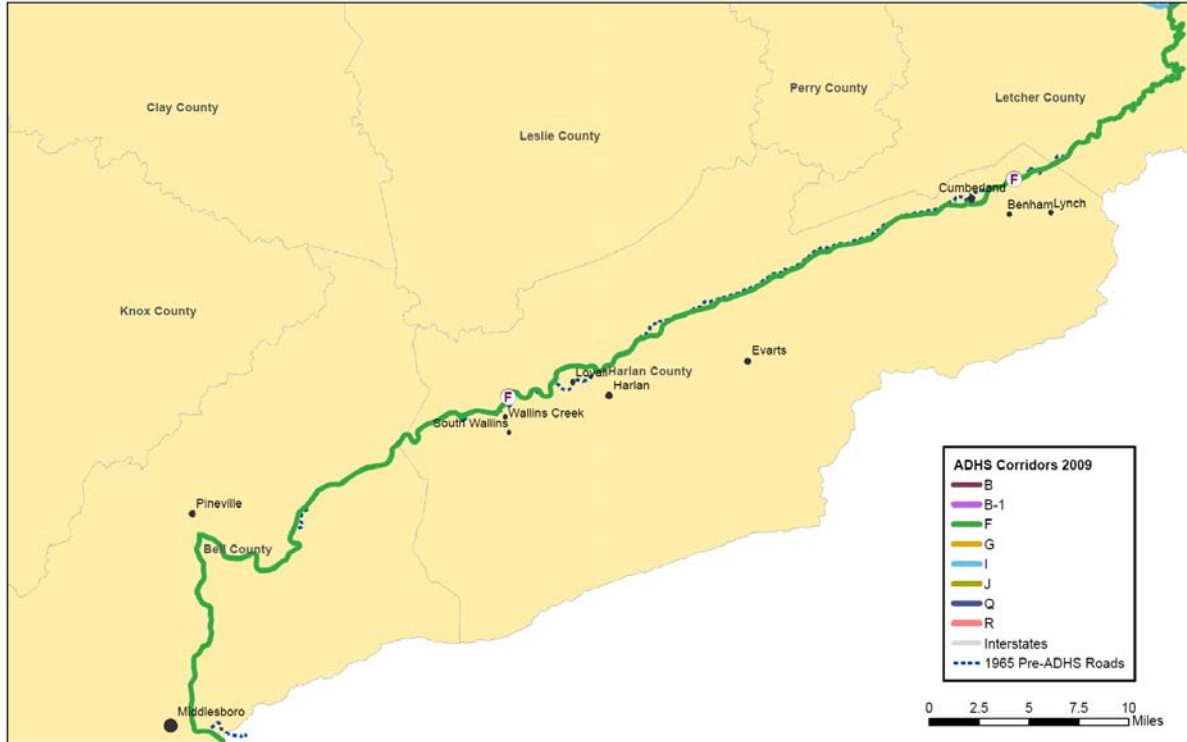 Clay County
Leslie County
Perry County
Letcher County
F
Cumberland
Benham
Lynch
Knox County
Evarts
Loyall
Harlan County
Harlan
F
Wallins Creek
South Wallins
Pineville
Bell County
Middlesboro
ADHS Corridors 2009
B
B-1
F
G
I
J
Q
R
Interstates
1965 Pre-ADHS Roads
0 2.5 5 7.5 10
Miles